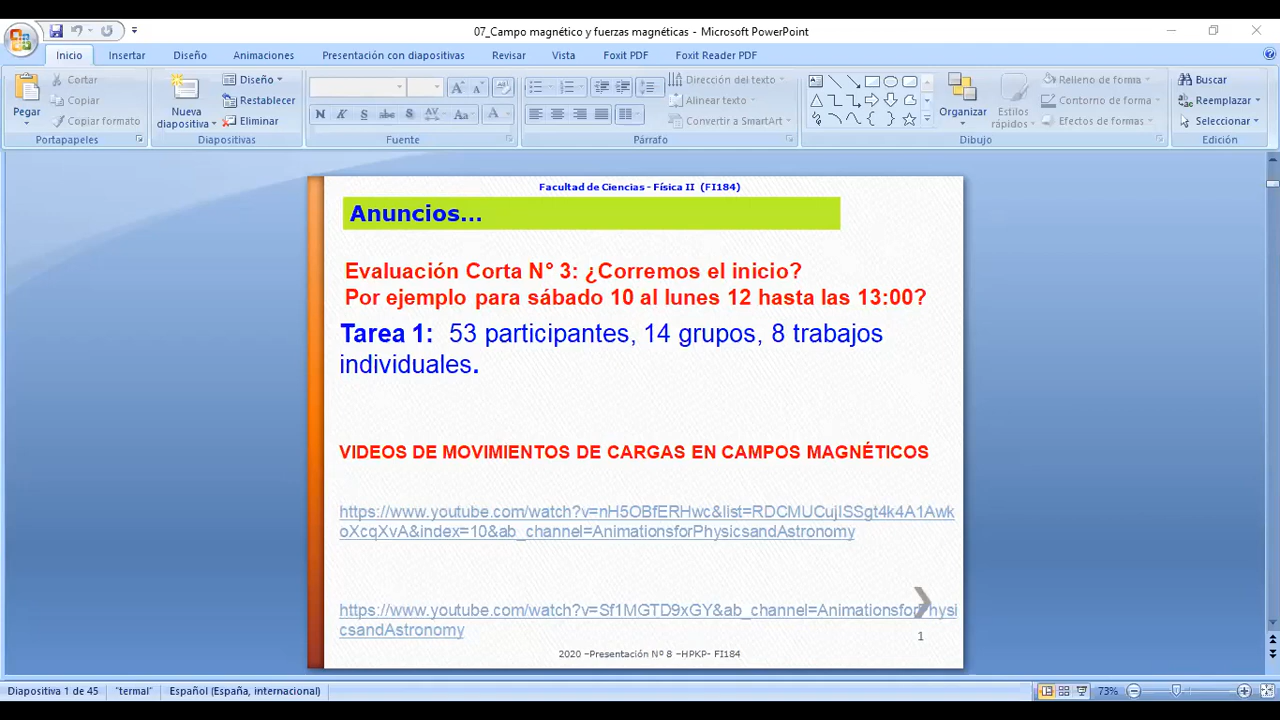 07_Campo magnético y fuerzas magnéticas - Microsoft PowerPoint
Inicio Insertar Diseño Animaciones Presentación con diapositivas Revisar Vista Foxit PDF Foxit Reader PDF
Pegar
Cortar
Copiar
Copiar formato
Portapapeles
Nueva
diapositiva
Diseño
Restablecer
Eliminar
Diapositivas
N K S abc S AV Aa A
Fuente
Párrafo
Dirección del texto
Alinear texto
Convertir a SmartArt
Organizar
Estilos
rápidos
Relleno de forma
Contorno de forma
Efectos de formas
Dibujo
Buscar
Reemplazar
Seleccionar
Edición
Facultad de Ciencias - Física II (FI184)
Anuncios...
Evaluación Corta N° 3: ¿Corremos el inicio?
Por ejemplo para sábado 10 al lunes 12 hasta las 13:00?
Tarea 1: 53 participantes, 14 grupos, 8 trabajos
individuales.
VIDEOS DE MOVIMIENTOS DE CARGAS EN CAMPOS MAGNÉTICOS
https://www.youtube.com/watch?v=nH5OBfERHwc&list=RDCMUCujISSgt4k4A1Awk
oXcqXvA&index=10&ab_channel=AnimationsforPhysicsandAstronomy
https://www.youtube.com/watch?v=Sf1MGTD9xGY&ab_channel=AnimationsforPhysi
csandAstronomy
1
2020 –Presentación Nº 8 –HPKP- FI184
Diapositiva 1 de 45 "termal" Español (España, internacional) 73%